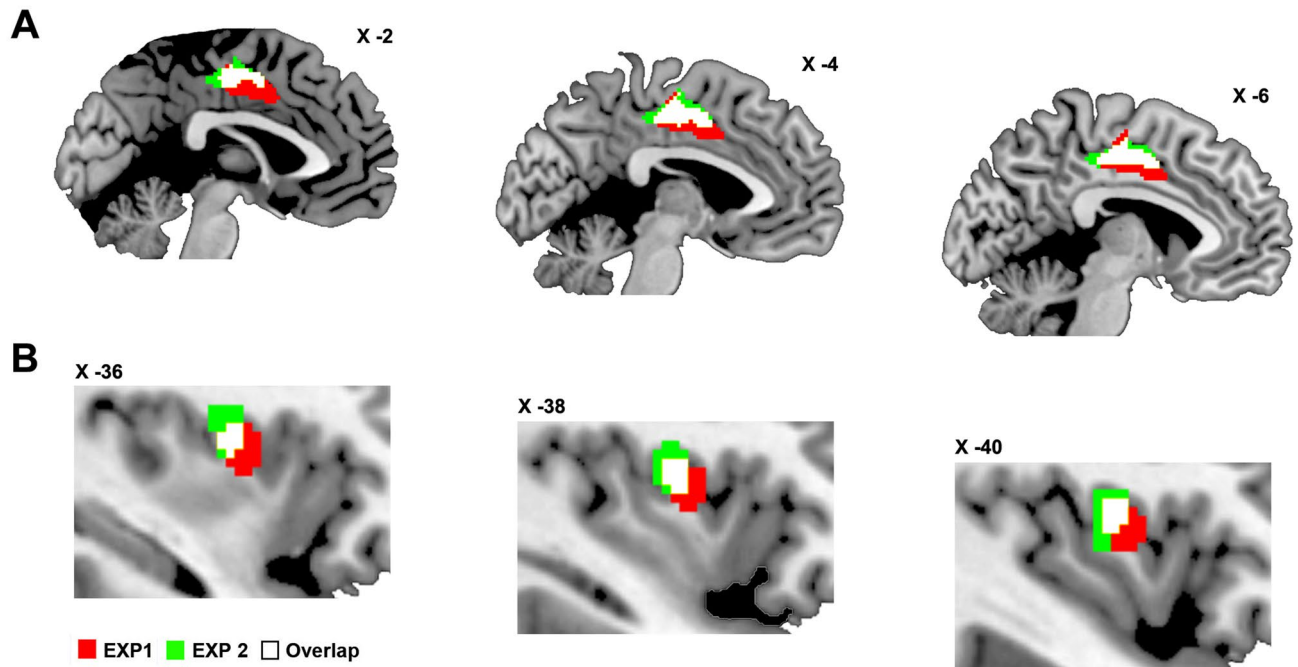 A
X -2
X -4
X -6
B
X -36
X -38
X -40
EXP1 EXP 2 Overlap